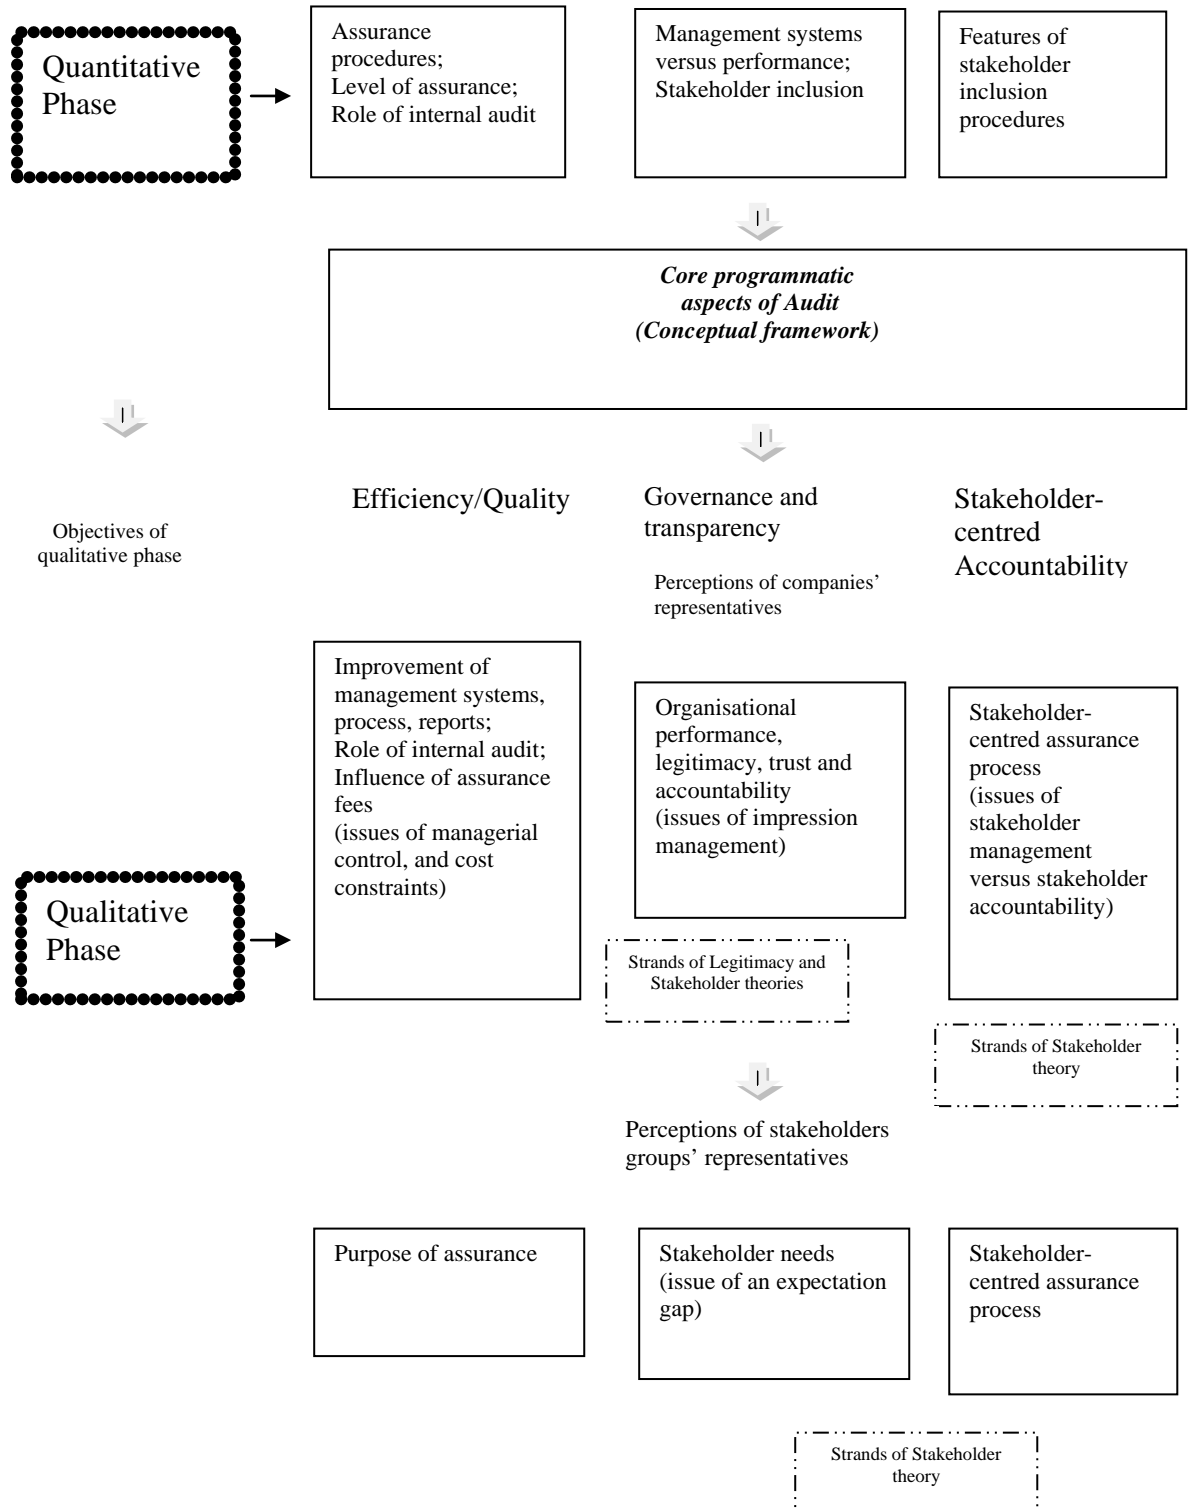 Quantitative
Phase
Assurance
procedures;
Level of assurance;
Role of internal audit
Management systems
versus performance;
Stakeholder inclusion
Features of
stakeholder
inclusion
procedures
Core programmatic
aspects of Audit
(Conceptual framework)
Objectives of
qualitative phase
Efficiency/Quality
Governance and
transparency
Stakeholder-
centred
Accountability
Perceptions of companies’
representatives
Improvement of
management systems,
process, reports;
Role of internal audit;
Influence of assurance
fees
(issues of managerial
control, and cost
constraints)
Organisational
performance,
legitimacy, trust and
accountability
(issues of impression
management)
Stakeholder-
centred assurance
process
(issues of
stakeholder
management
versus stakeholder
accountability)
Qualitative
Phase
Strands of Legitimacy and
Stakeholder theories
Strands of Stakeholder
theory
Perceptions of stakeholders
groups’ representatives
Purpose of assurance
Stakeholder needs
(issue of an expectation
gap)
Stakeholder-
centred assurance
process
Strands of Stakeholder
theory